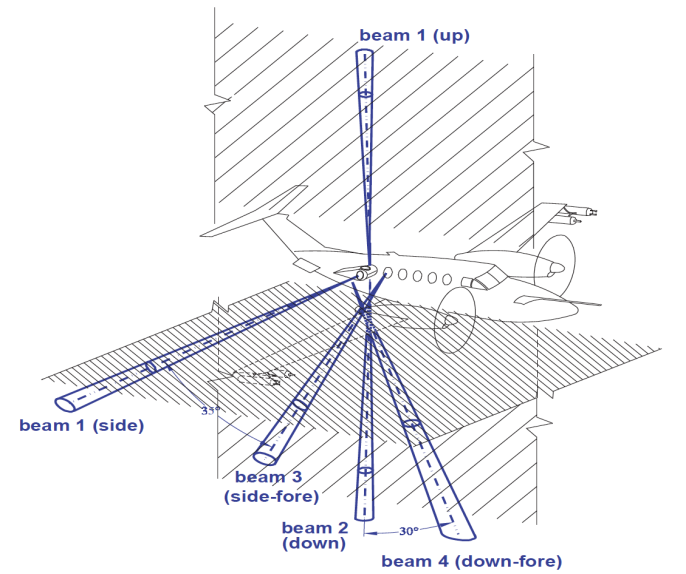 beam 1 (up)
33°
beam 1 (side)
beam 3
(side-fore)
beam 2
(down)
30°
beam 4 (down-fore)